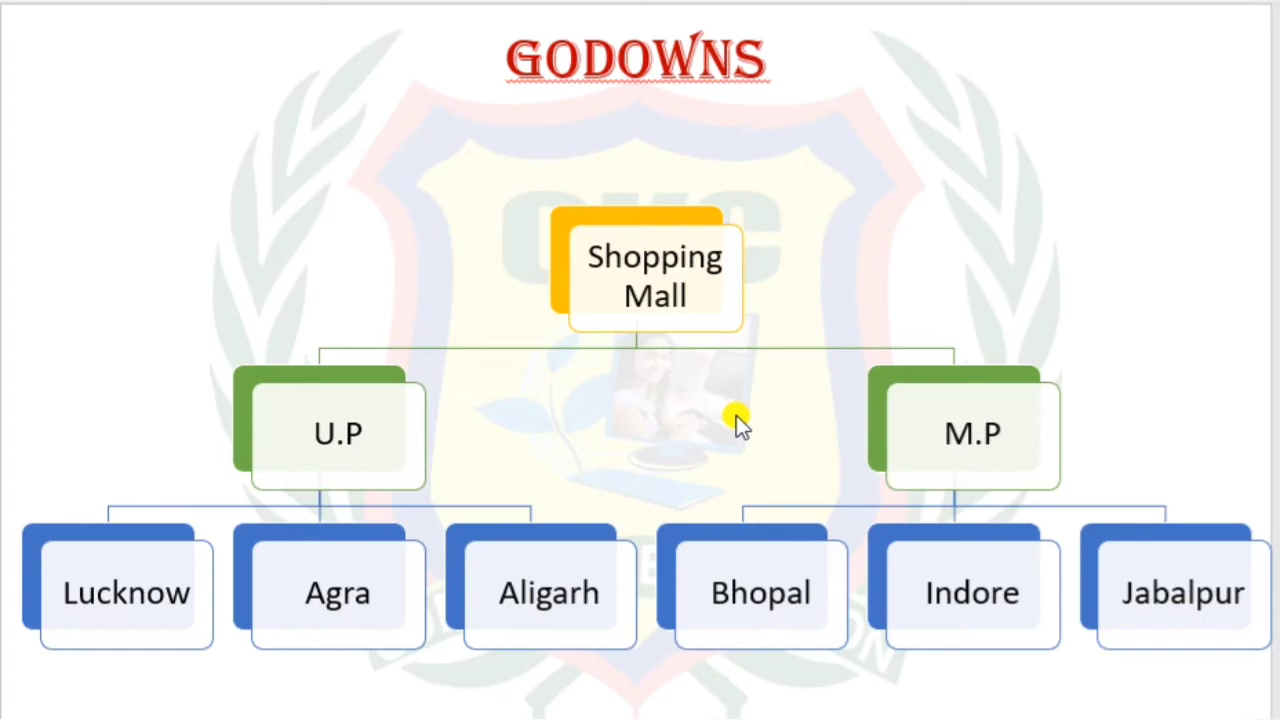 GODOWNS
Shopping
Mall
U.P
M.P
Lucknow
Agra
Aligarh
Bhopal
Indore
Jabalpur